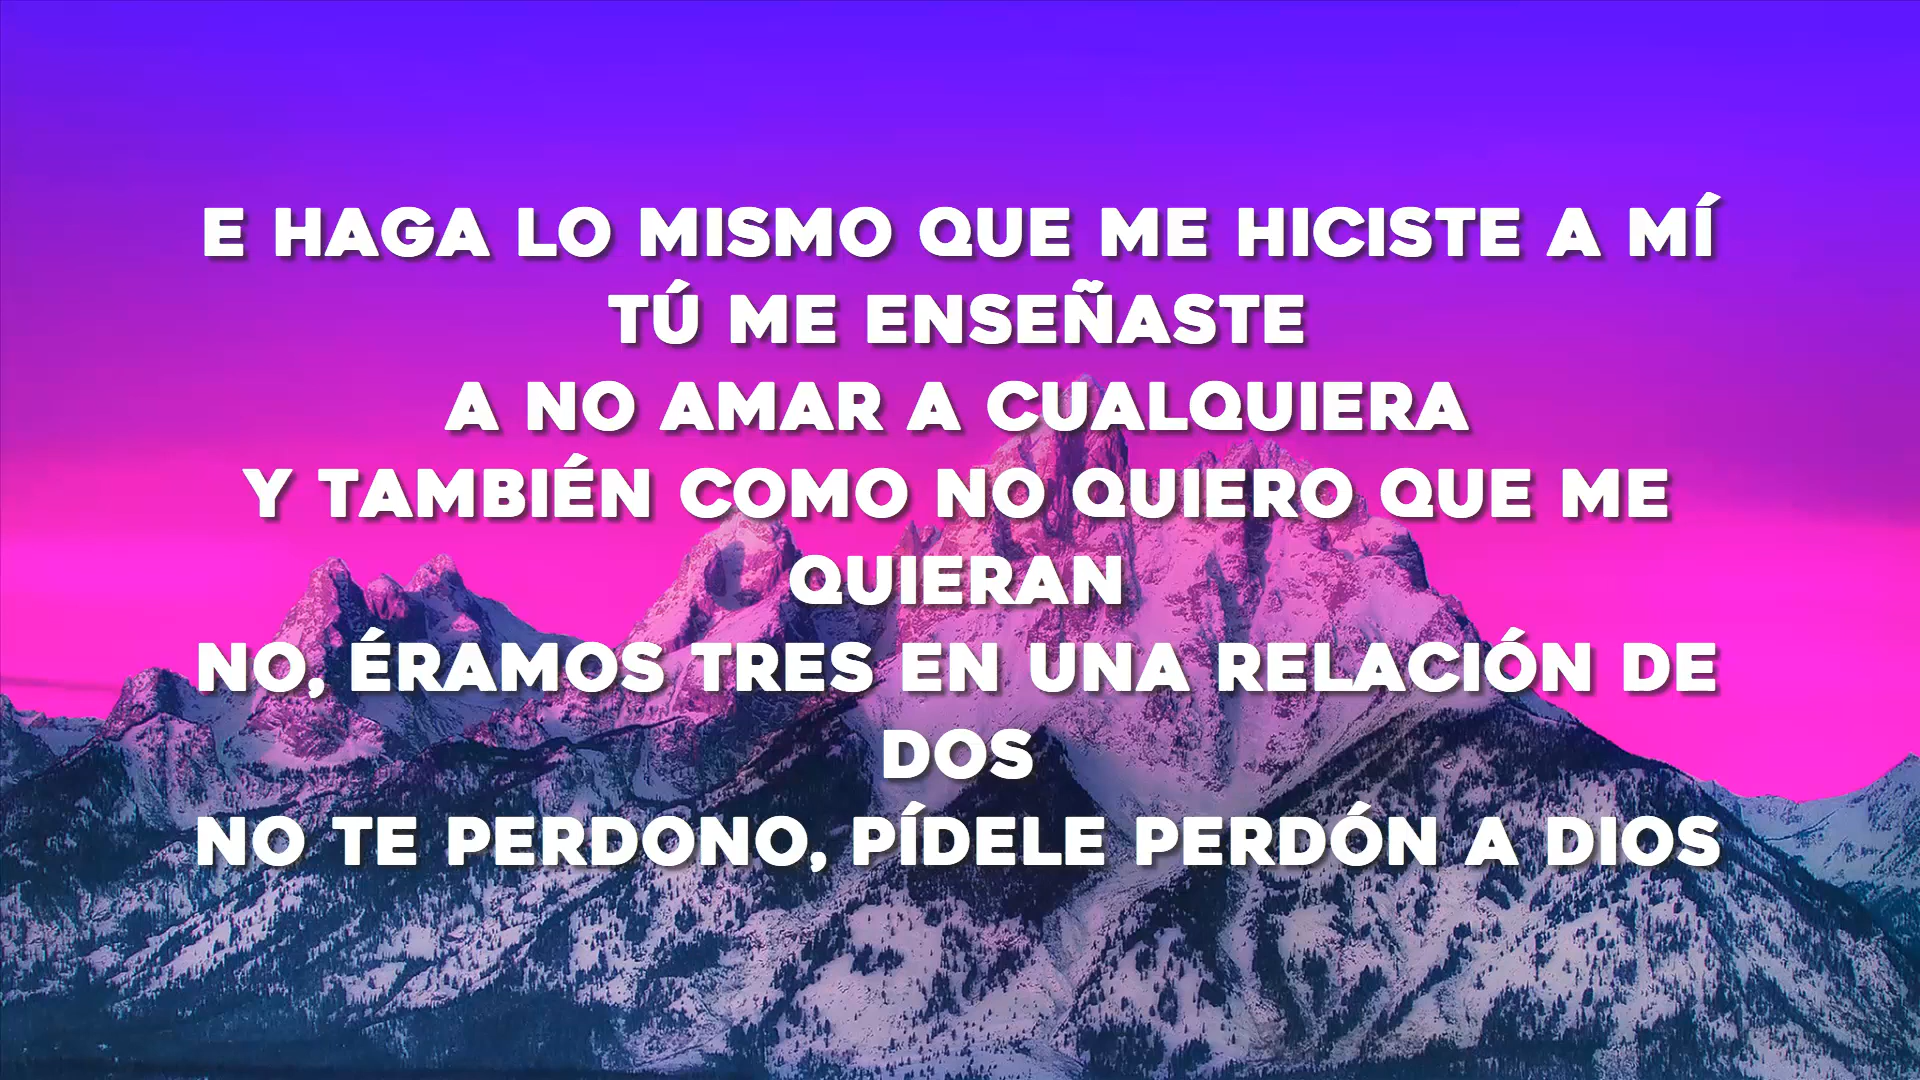 E HAGA LO MISMO QUE ME HICISTE A MÍ
TÚ ME ENSEÑASTE
A NO AMAR A CUALQUIERA
Y TAMBIÉN COMO NO QUIERO QUE ME
QUIERAN
NO, ÉRAMOS TRES EN UNA RELACIÓN DE
DOS
NO TE PERDONO, PÍDELE PERDÓN A DIOS